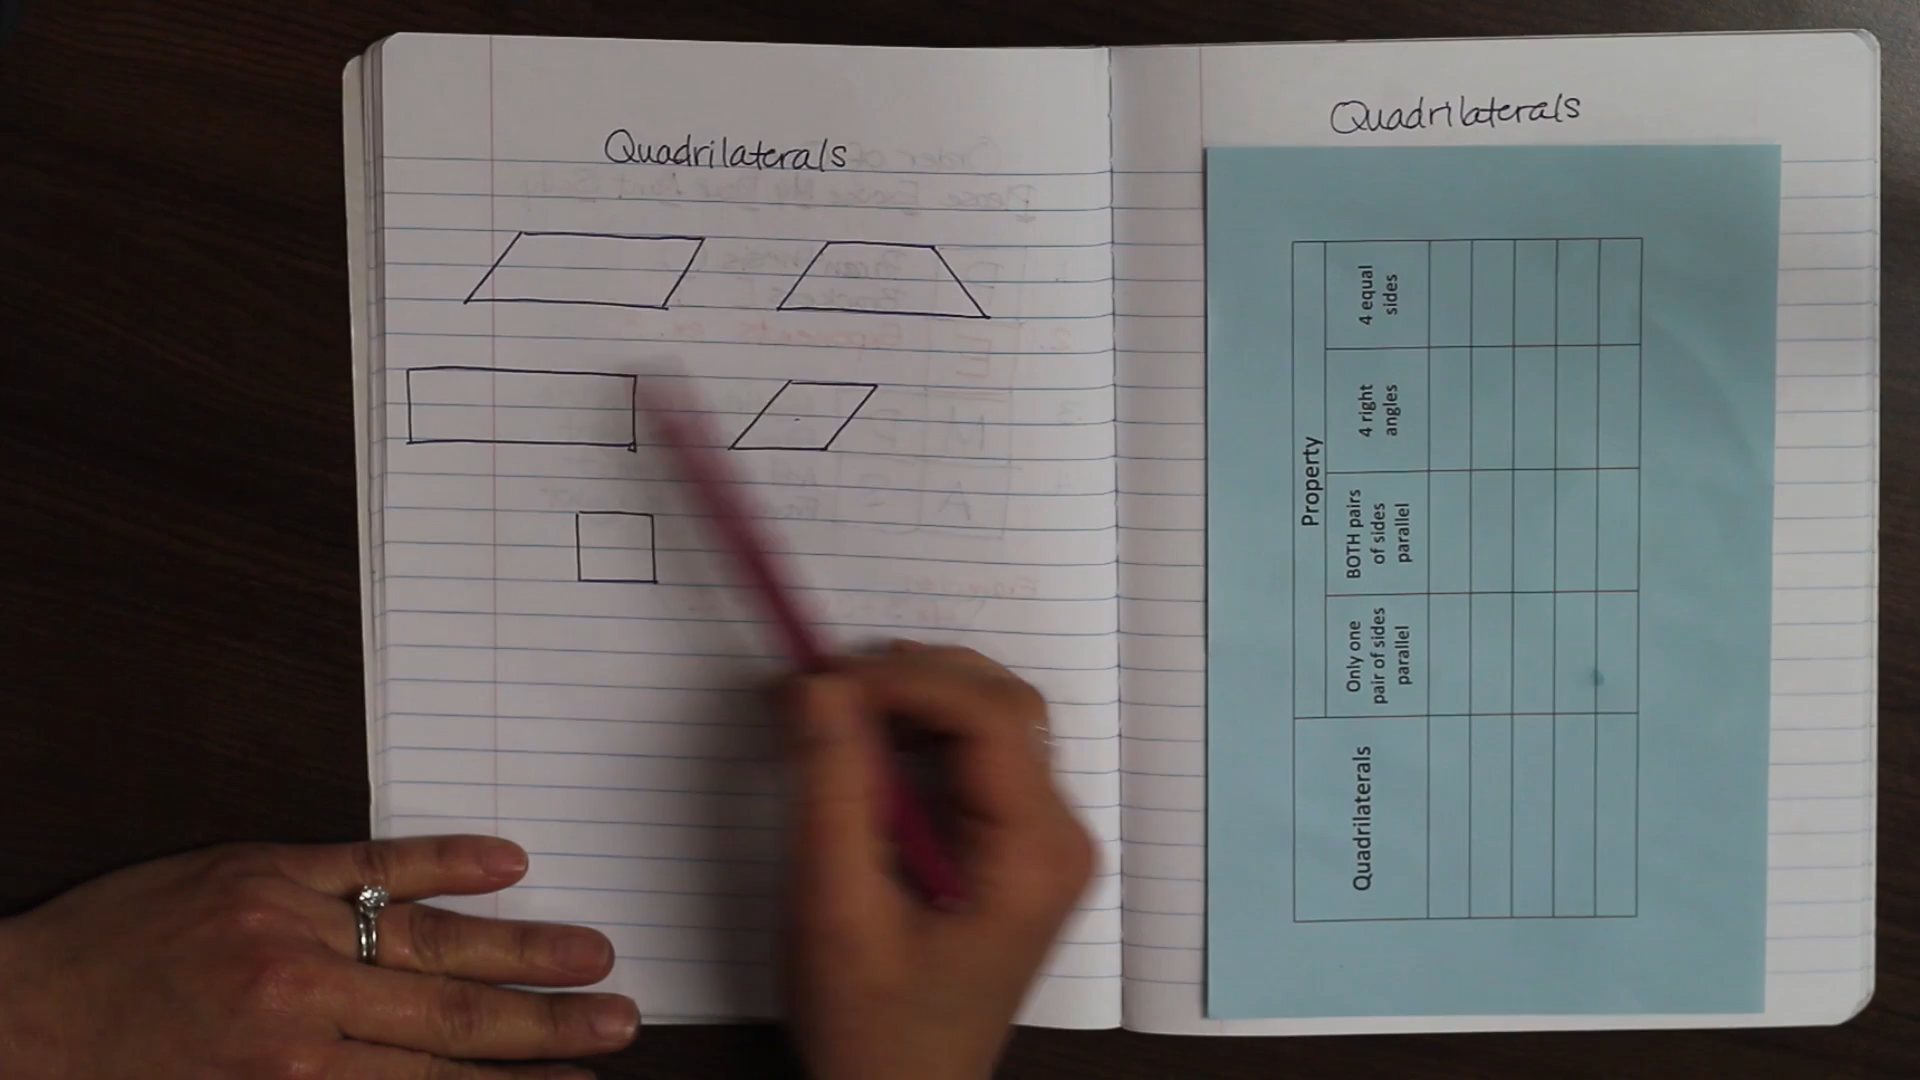 Quadrilaterals
Quadrilaterals
Property
Quadrilaterals
Only one
pair of sides
parallel
BOTH pairs
of sides
parallel
4 right
angles
4 equal
sides